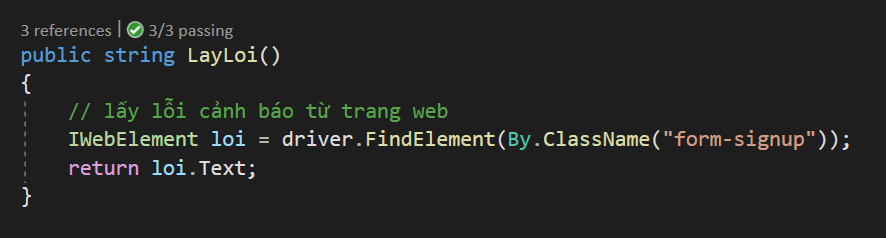 3 references | 3/3 passing
public string LayLoi()
{
// lấy lỗi cảnh báo từ trang web
IWebElement loi = driver.FindElement(By.ClassName("form-signup"));
return loi.Text;
}